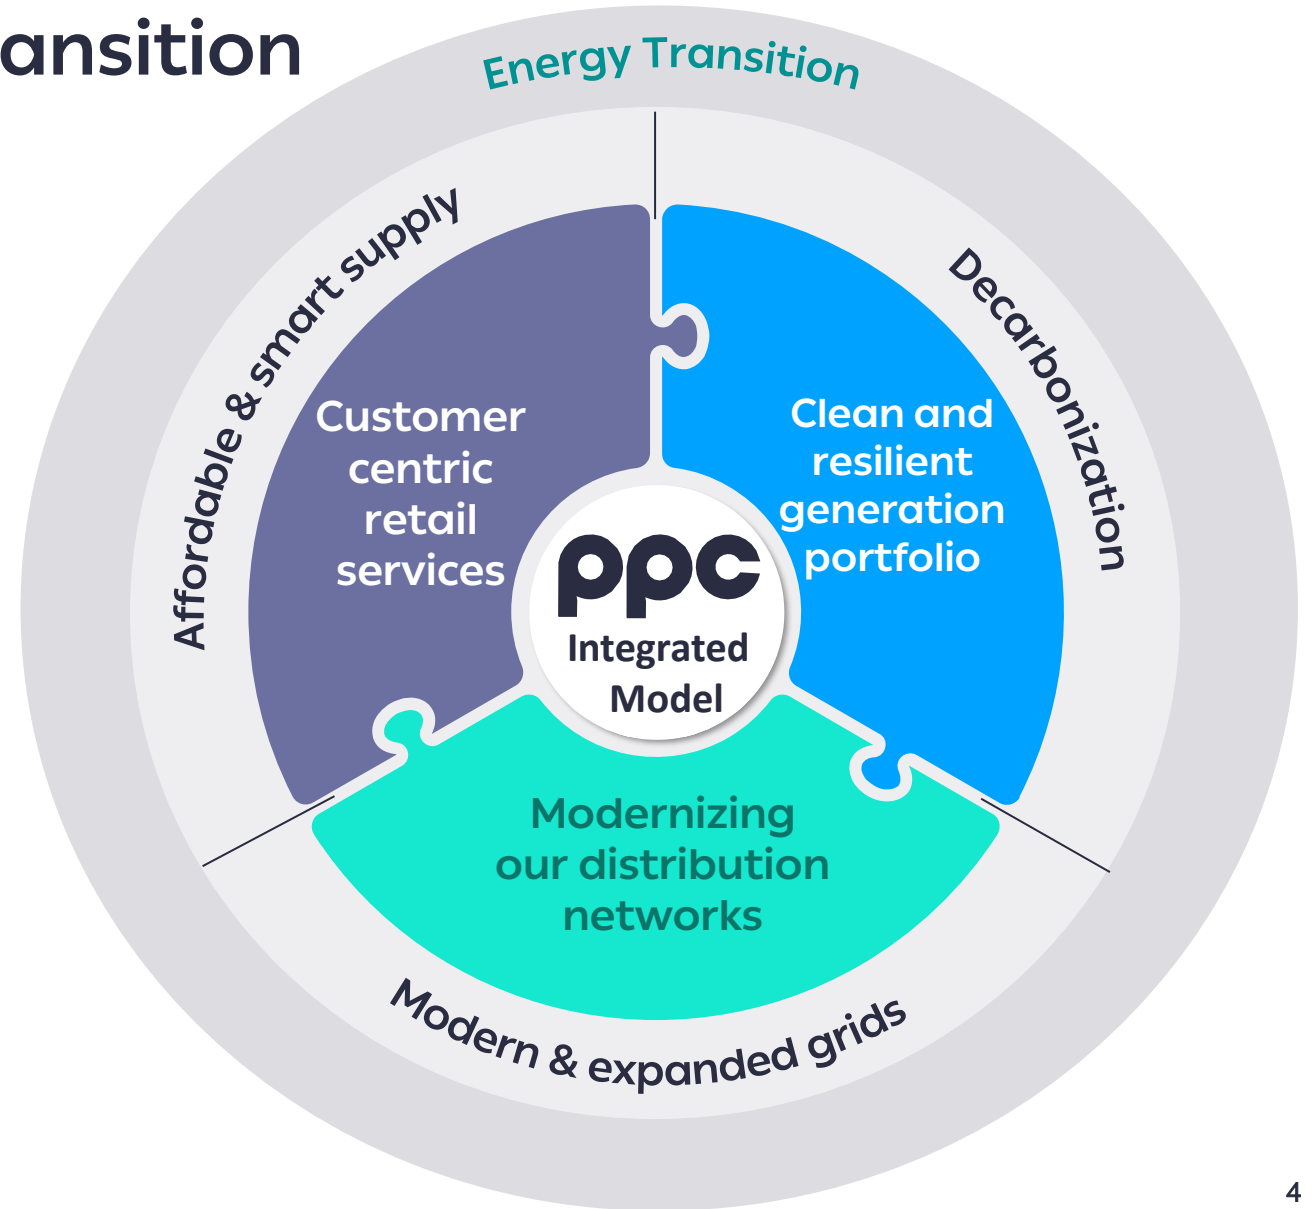 ansition
Energy Transition
Affordable & smart supply
Decarbonization
Customer
centric
retail
services
Clean and
resilient
generation
portfolio
ppc
Integrated
Model
Modernizing
our distribution
networks
Modern & expanded grids
4